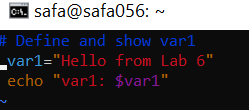 safa@safa056: ~
# Define and show var1
var1="Hello from Lab 6"
echo "var1: $var1"
~